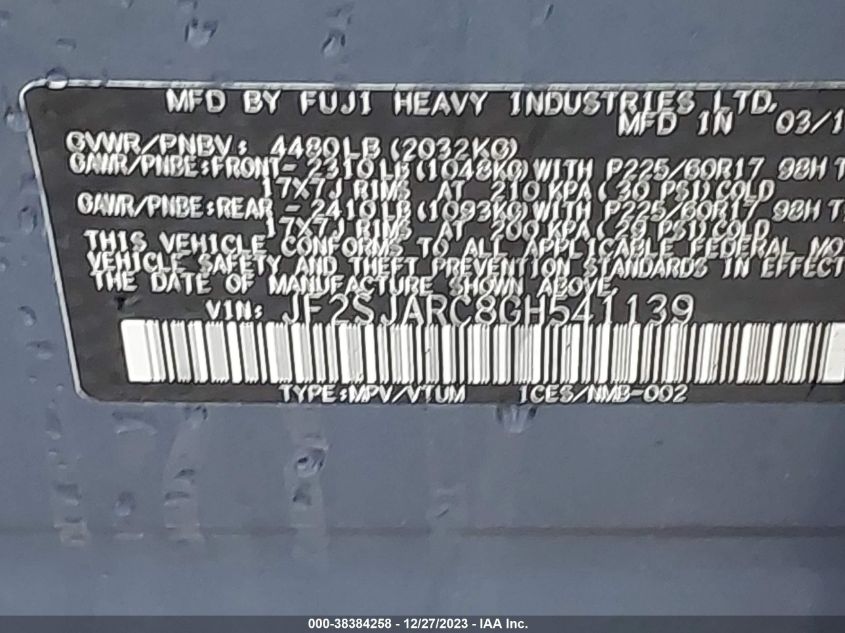 MFD BY FUJI HEAVY INDUSTRIES LTD.
MFD IN 03/1
GVWR/PNBV: 4480LB(2032KG)
GAWR/PNBE:FRONT- 2310LB(1048KG)WITH P225/60R17 98H T
17X7J RIMS AT 210 KPA(30 PSI)COLD
GAWR/PNBE:REAR - 2410LB(1093KG)WITH P225/60R17 98H T
17X7J RIMS AT 200 KPA(29 PSI)COLD
THIS VEHICLE CONFORMS TO ALL APPLICABLE FEDERAL MO
VEHICLE SAFETY AND THEFT PREVENTION STANDARDS IN EFFECT
THE DATE OF MANUFACTURE SHOWN ABOVE.
VIN: JF2SJARC8GH541139
TYPE:MPV/VTUM ICES/NMB-002
000-38384258 - 12/27/2023 - IAA Inc.